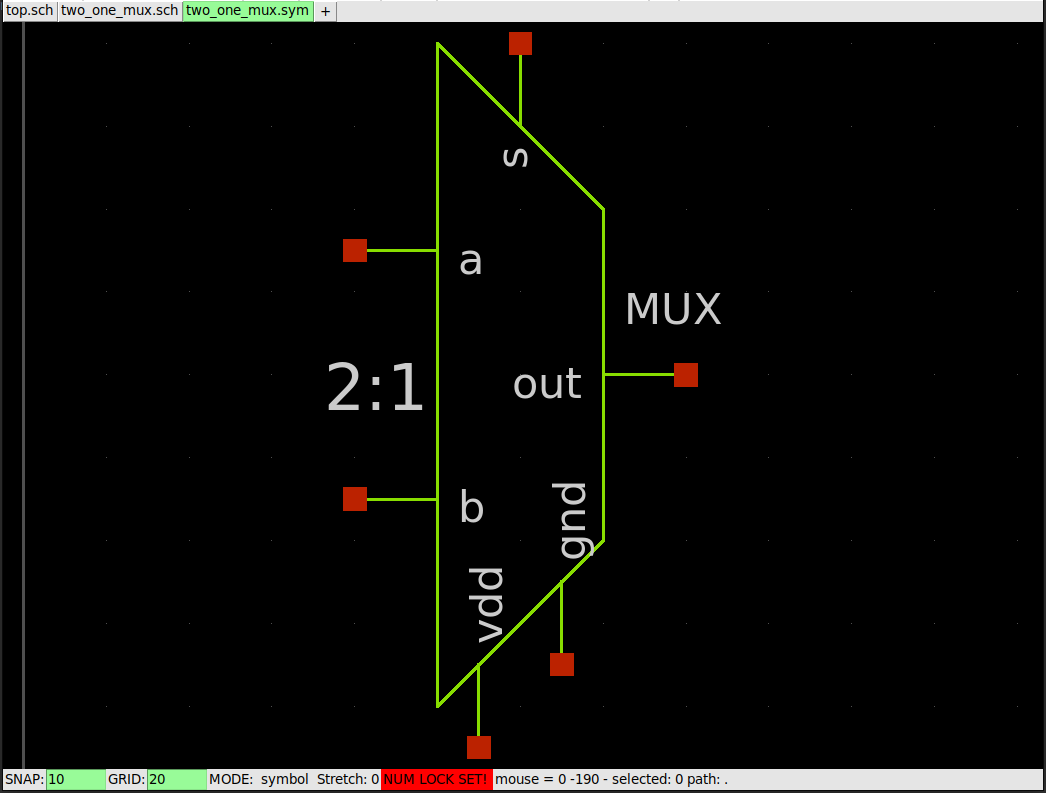 top.sch two_one_mux.sch two_one_mux.sym +
s
a
MUX
2:1
out
b
gnd
vdd
SNAP: 10 GRID: 20 MODE: symbol Stretch: 0 NUM LOCK SET! mouse = 0 -190 - selected: 0 path: .